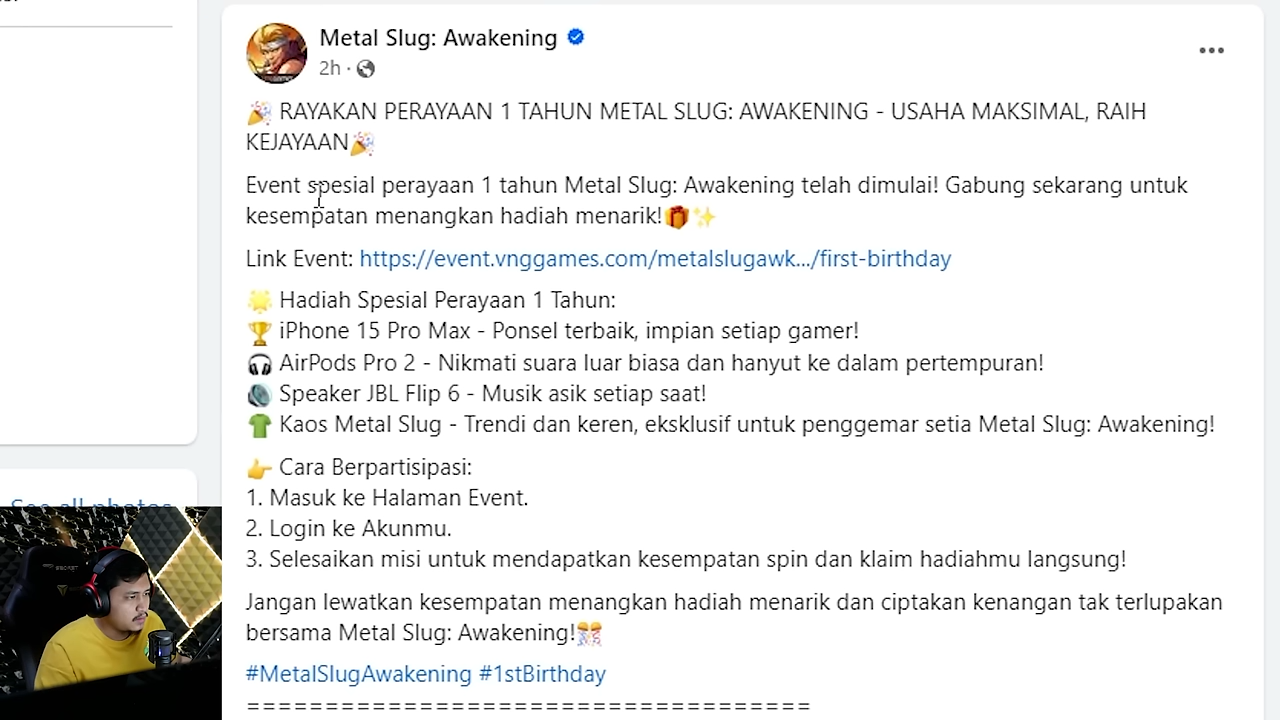 Metal Slug: Awakening
2h ·
RAYAKAN PERAYAAN 1 TAHUN METAL SLUG: AWAKENING - USAHA MAKSIMAL, RAIH
KEJAYAAN
Event spesial perayaan 1 tahun Metal Slug: Awakening telah dimulai! Gabung sekarang untuk
kesempatan menangkan hadiah menarik!🎁✨
Link Event: https://event.vnggames.com/metalslugawk.../first-birthday
🌟 Hadiah Spesial Perayaan 1 Tahun:
🏆 iPhone 15 Pro Max - Ponsel terbaik, impian setiap gamer!
🎧 AirPods Pro 2 - Nikmati suara luar biasa dan hanyut ke dalam pertempuran!
🔊 Speaker JBL Flip 6 - Musik asik setiap saat!
👕 Kaos Metal Slug - Trendi dan keren, eksklusif untuk penggemar setia Metal Slug: Awakening!
👉 Cara Berpartisipasi:
1. Masuk ke Halaman Event.
2. Login ke Akunmu.
3. Selesaikan misi untuk mendapatkan kesempatan spin dan klaim hadiahmu langsung!
Jangan lewatkan kesempatan menangkan hadiah menarik dan ciptakan kenangan tak terlupakan
bersama Metal Slug: Awakening!🎊
#MetalSlugAwakening #1stBirthday
====================================
See all photos